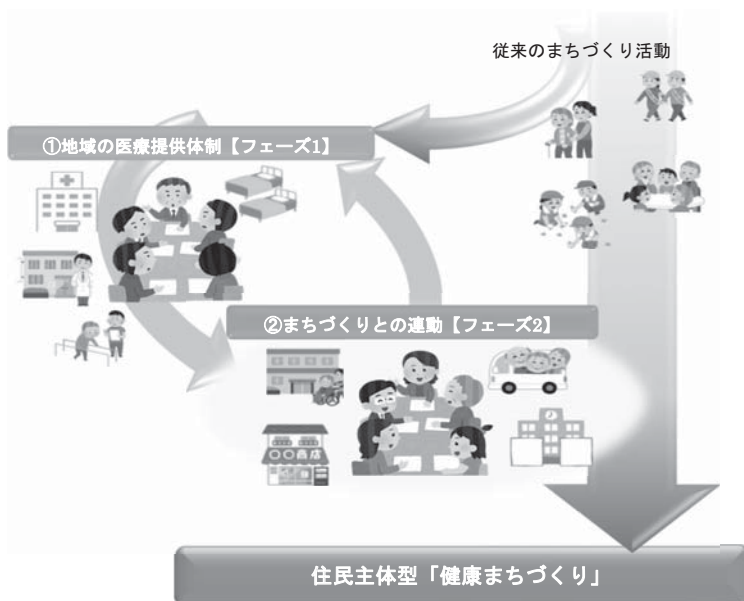 従来のまちづくり活動
①地域の医療提供体制【フェーズ1】
②まちづくりとの連動【フェーズ2】
〇〇商店
住民主体型「健康まちづくり」